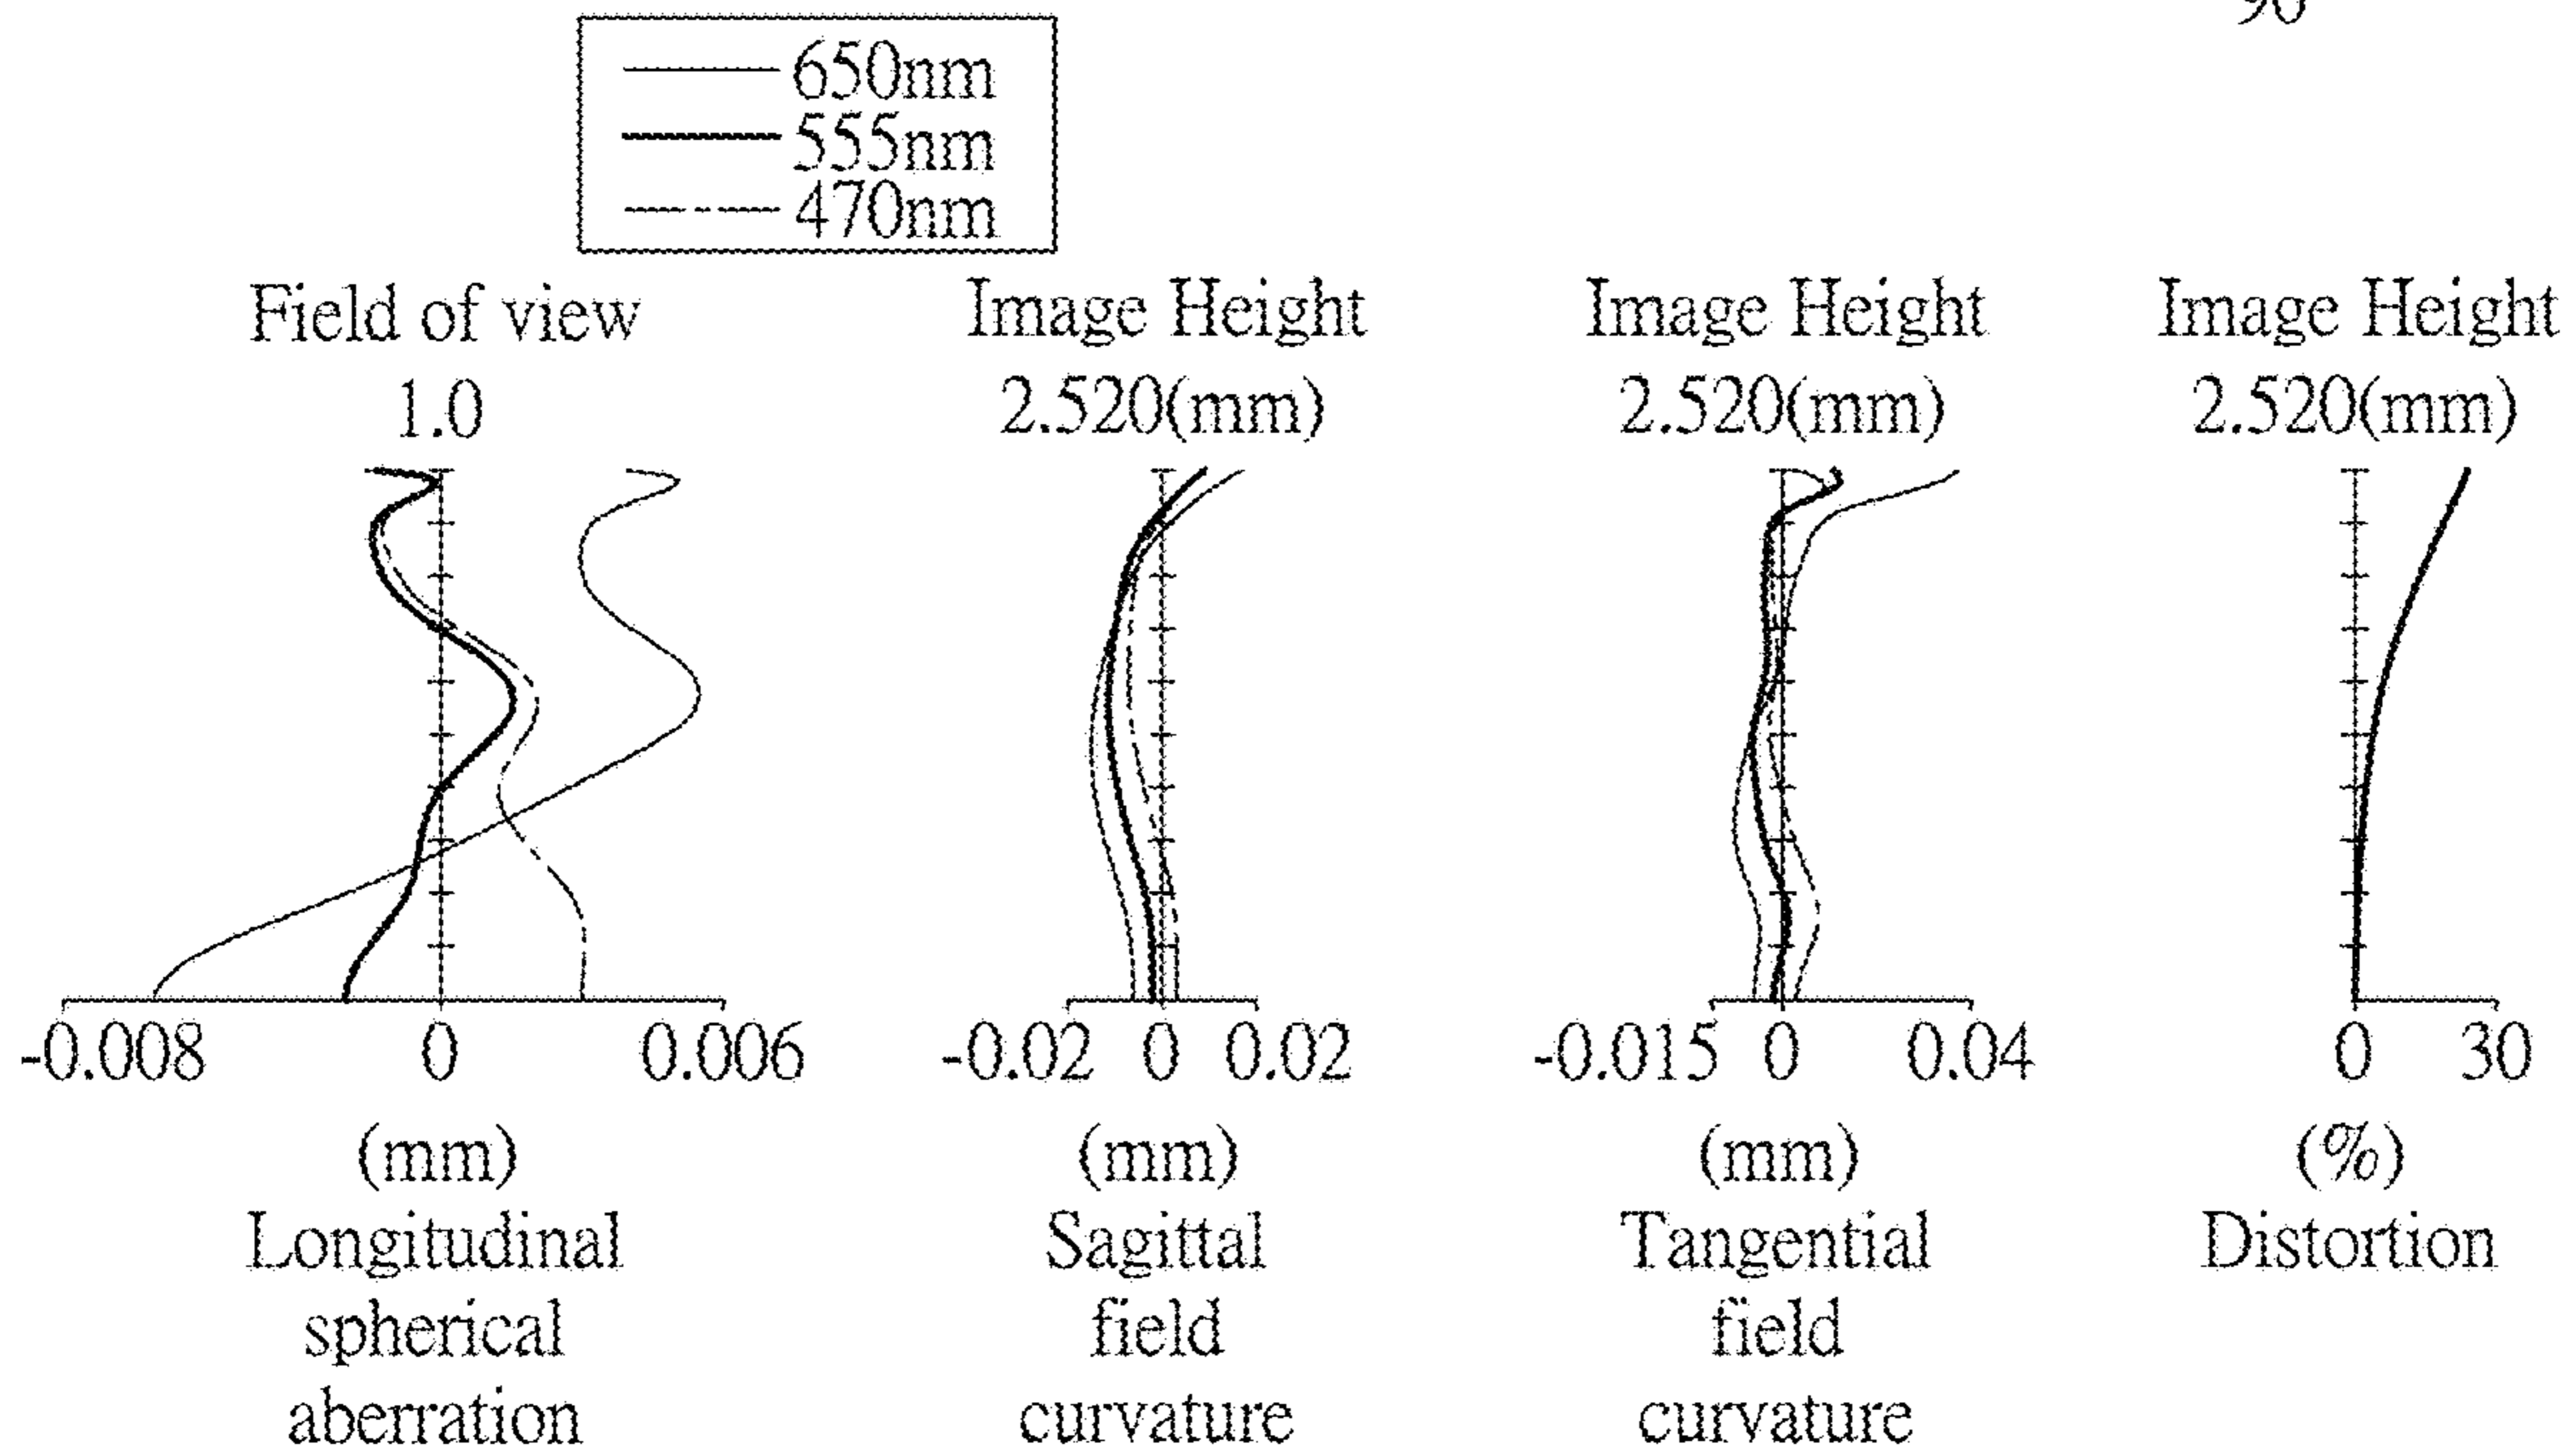 90
650nm
555nm
470nm
Field of view
1.0
Image Height
2.520(mm)
Image Height
2.520(mm)
Image Height
2.520(mm)
-0.008 0 0.006
(mm)
Longitudinal
spherical
aberration
-0.02 0 0.02
(mm)
Sagittal
field
curvature
-0.015 0 0.04
(mm)
Tangential
field
curvature
0 30
(%)
Distortion